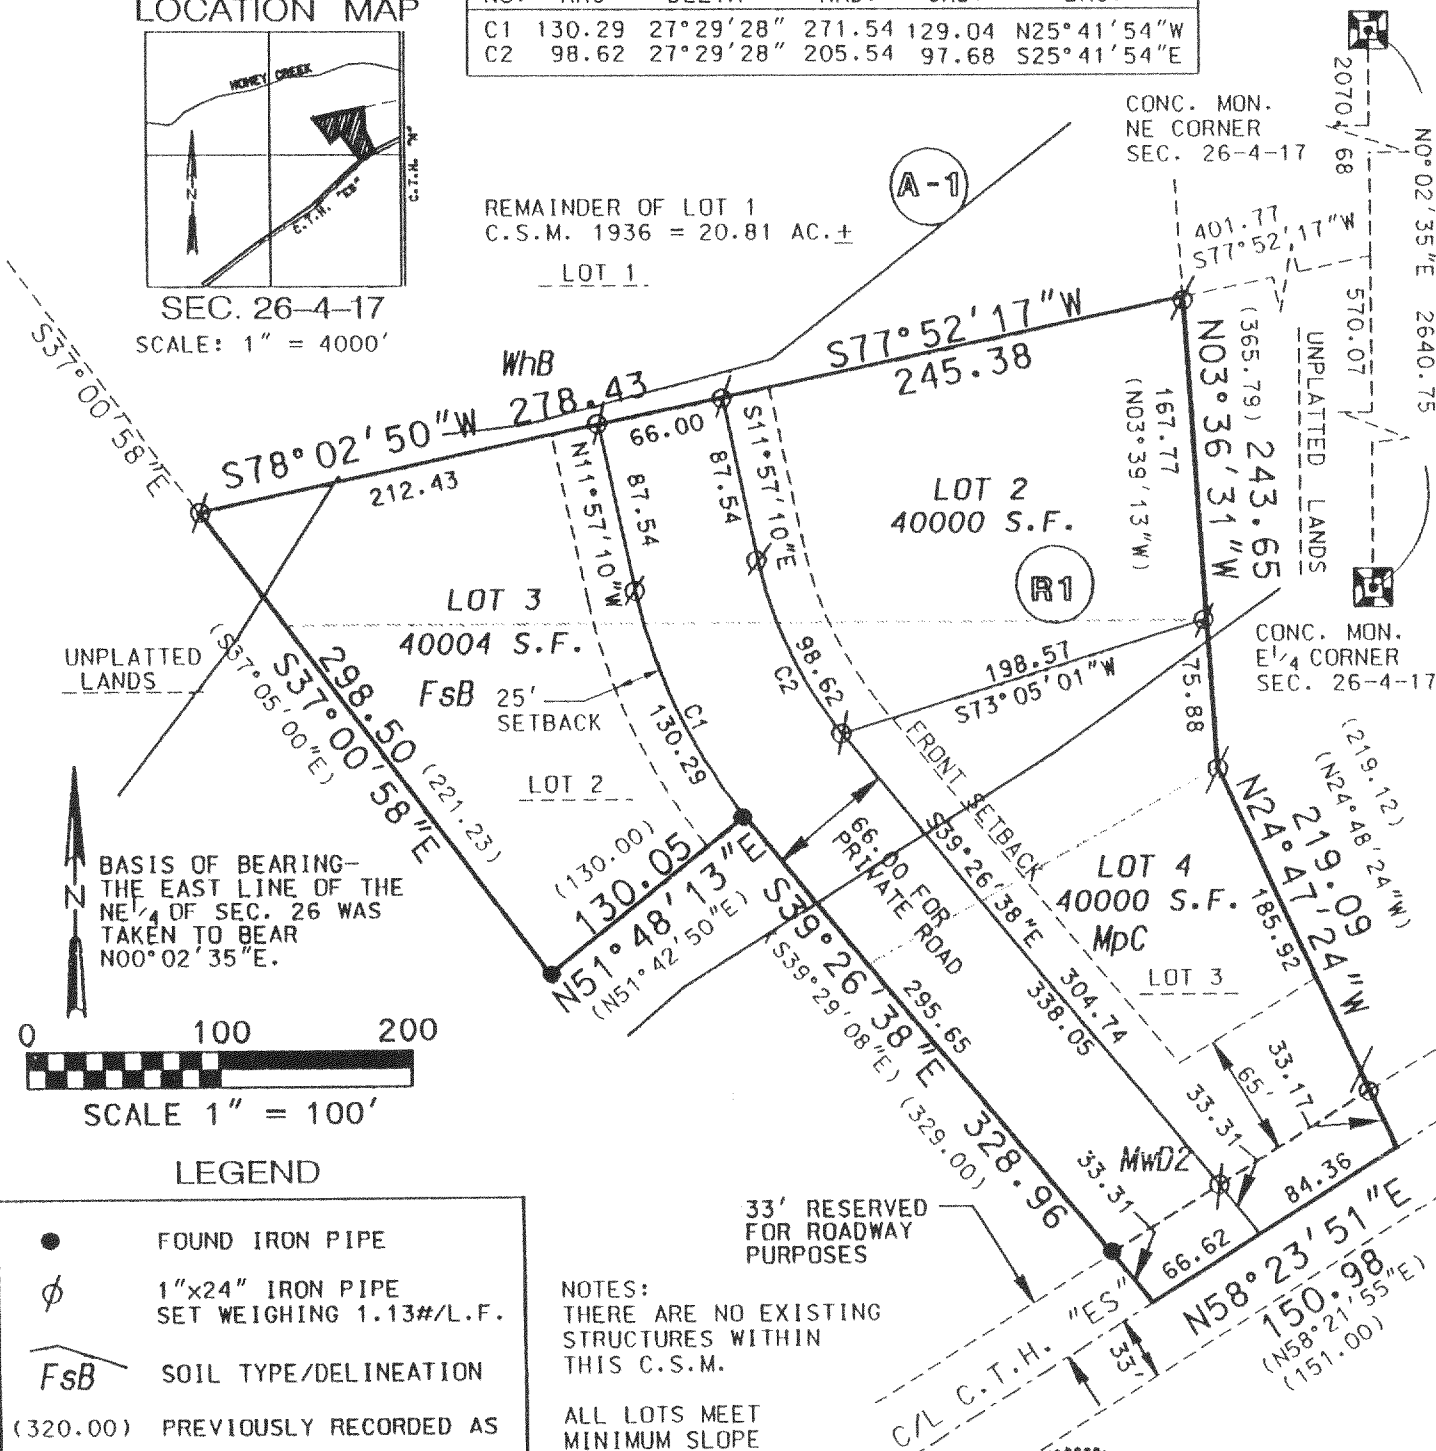 LOCATION MAP
C1 130.29 27°29'28" 271.54 129.04 N25°41'54"W
C2 98.62 27°29'28" 205.54 97.68 S25°41'54"E
HONEY CREEK
N
C.T.H. "ES"
C.T.H. "N"
SEC. 26-4-17
SCALE: 1" = 4000'
REMAINDER OF LOT 1
C.S.M. 1936 = 20.81 AC.±
LOT 1
A-1
CONC. MON.
NE CORNER
SEC. 26-4-17
2070.68
N0°02'35"E 2640.75
401.77
S77°52'17"W
570.07
UNPLATTED LANDS
CONC. MON.
E1/4 CORNER
SEC. 26-4-17
S37°00'58"E
WhB
S78°02'50"W 278.43
212.43
66.00
S77°52'17"W
245.38
N11°57'10"W
87.54
87.54
S11°57'10"E
LOT 2
40000 S.F.
R1
167.77
(N03°39'13"W)
N03°36'31"W
(365.79) 243.65
LOT 3
40004 S.F.
FsB
25'
SETBACK
C1
130.29
C2
98.62
198.57
S73°05'01"W
75.88
UNPLATTED
LANDS
298.50
S37°00'58"E
(S37°05'00"E)
(221.23)
LOT 2
(130.00)
130.05
N51°48'13"E
(N51°42'50"E)
FRONT SETBACK
66.00 FOR
PRIVATE ROAD
S39°26'38"E
304.74
338.05
S39°26'38"E 328.96
295.65
(S39°29'08"E) (329.00)
LOT 4
40000 S.F.
MpC
LOT 3
(219.12)
(N24°48'24"W)
219.09
N24°47'24"W
185.92
BASIS OF BEARING-
THE EAST LINE OF THE
NE1/4 OF SEC. 26 WAS
TAKEN TO BEAR
N00°02'35"E.
N
0 100 200
SCALE 1" = 100'
65'
33.17
33.31
33.31
MwD2
84.36
66.62
N58°23'51"E
150.98
(N58°21'55"E)
(151.00)
33' RESERVED
FOR ROADWAY
PURPOSES
C/L C.T.H. "ES"
33'
LEGEND
FOUND IRON PIPE
1"x24" IRON PIPE
SET WEIGHING 1.13#/L.F.
FsB SOIL TYPE/DELINEATION
(320.00) PREVIOUSLY RECORDED AS
NOTES:
THERE ARE NO EXISTING
STRUCTURES WITHIN
THIS C.S.M.
ALL LOTS MEET
MINIMUM SLOPE